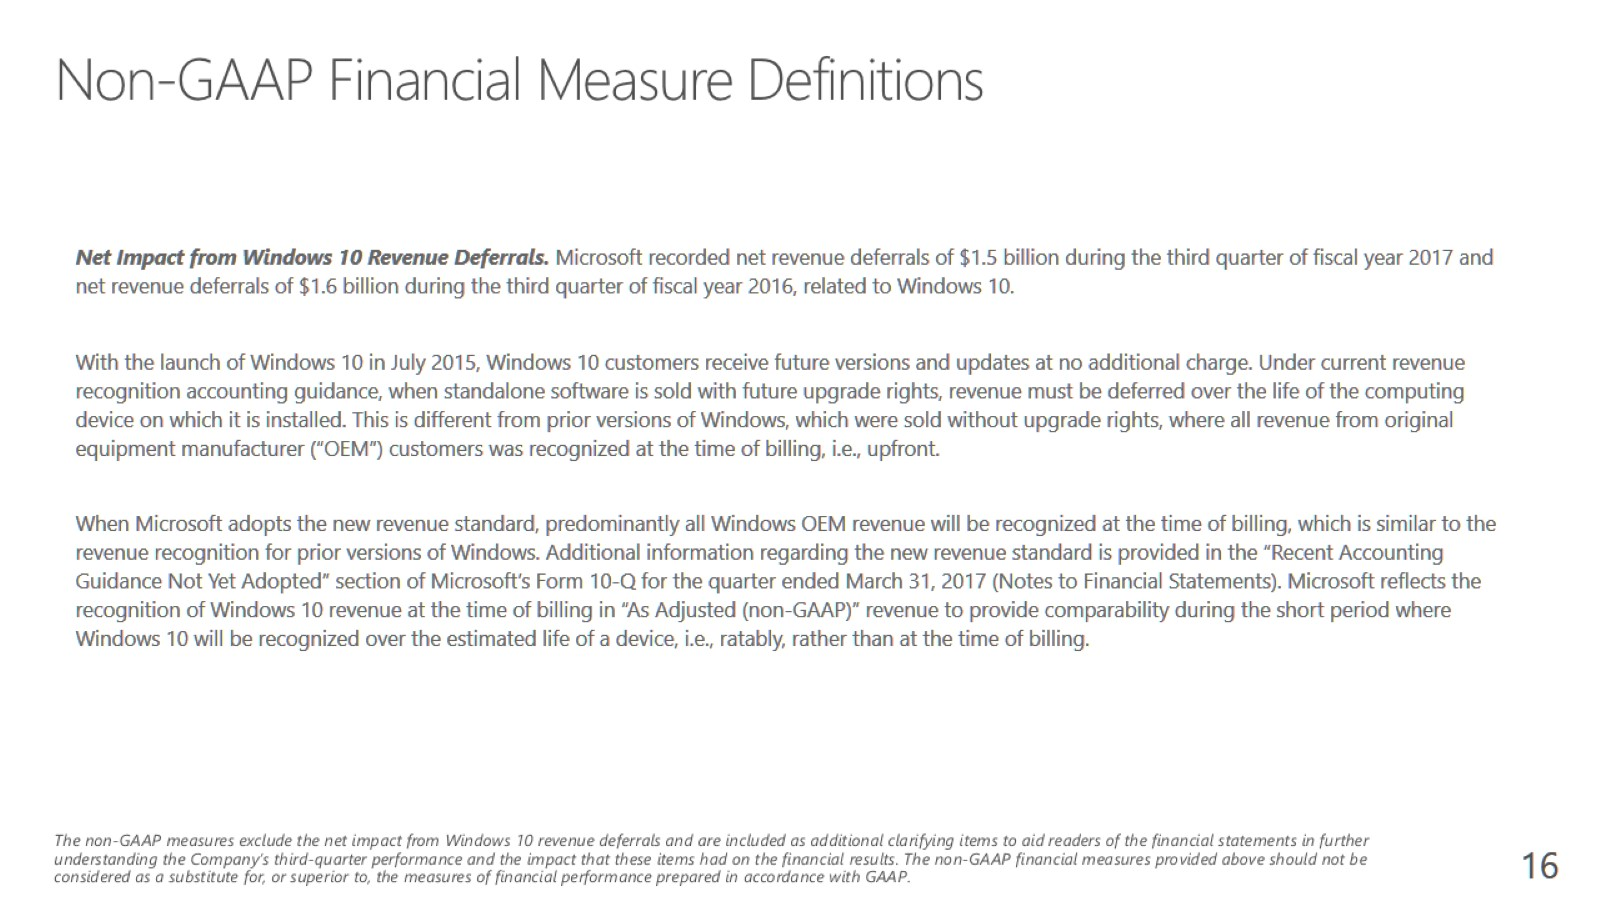 Non-GAAP Financial Measure Definitions
Net Impact from Windows 10 Revenue Deferrals. Microsoft recorded net revenue deferrals of $1.5 billion during the third quarter of fiscal year 2017 and
net revenue deferrals of $1.6 billion during the third quarter of fiscal year 2016, related to Windows 10.
With the launch of Windows 10 in July 2015, Windows 10 customers receive future versions and updates at no additional charge. Under current revenue
recognition accounting guidance, when standalone software is sold with future upgrade rights, revenue must be deferred over the life of the computing
device on which it is installed. This is different from prior versions of Windows, which were sold without upgrade rights, where all revenue from original
equipment manufacturer ("OEM") customers was recognized at the time of billing, i.e., upfront.
When Microsoft adopts the new revenue standard, predominantly all Windows OEM revenue will be recognized at the time of billing, which is similar to the
revenue recognition for prior versions of Windows. Additional information regarding the new revenue standard is provided in the "Recent Accounting
Guidance Not Yet Adopted" section of Microsoft's Form 10-Q for the quarter ended March 31, 2017 (Notes to Financial Statements). Microsoft reflects the
recognition of Windows 10 revenue at the time of billing in "As Adjusted (non-GAAP)" revenue to provide comparability during the short period where
Windows 10 will be recognized over the estimated life of a device, i.e., ratably, rather than at the time of billing.
The non-GAAP measures exclude the net impact from Windows 10 revenue deferrals and are included as additional clarifying items to aid readers of the financial statements in further
understanding the Company's third-quarter performance and the impact that these items had on the financial results. The non-GAAP financial measures provided above should not be
considered as a substitute for, or superior to, the measures of financial performance prepared in accordance with GAAP.
16